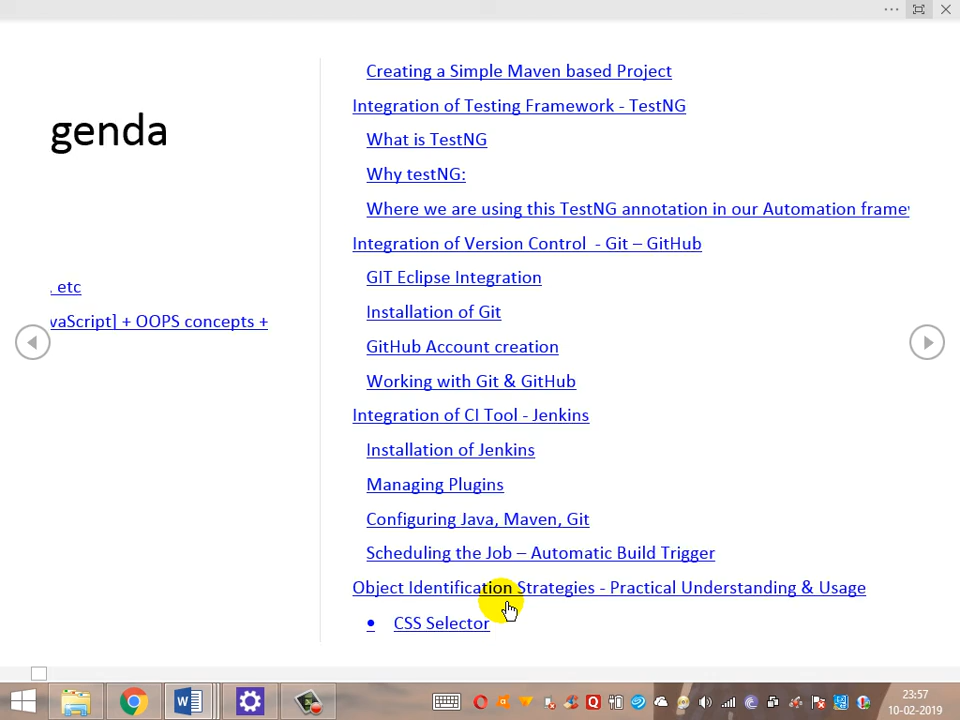 genda
. etc
vaScript] + OOPS concepts +
Creating a Simple Maven based Project
Integration of Testing Framework - TestNG
What is TestNG
Why testNG:
Where we are using this TestNG annotation in our Automation frame
Integration of Version Control - Git – GitHub
GIT Eclipse Integration
Installation of Git
GitHub Account creation
Working with Git & GitHub
Integration of CI Tool - Jenkins
Installation of Jenkins
Managing Plugins
Configuring Java, Maven, Git
Scheduling the Job – Automatic Build Trigger
Object Identification Strategies - Practical Understanding & Usage
• CSS Selector
23:57
10-02-2019